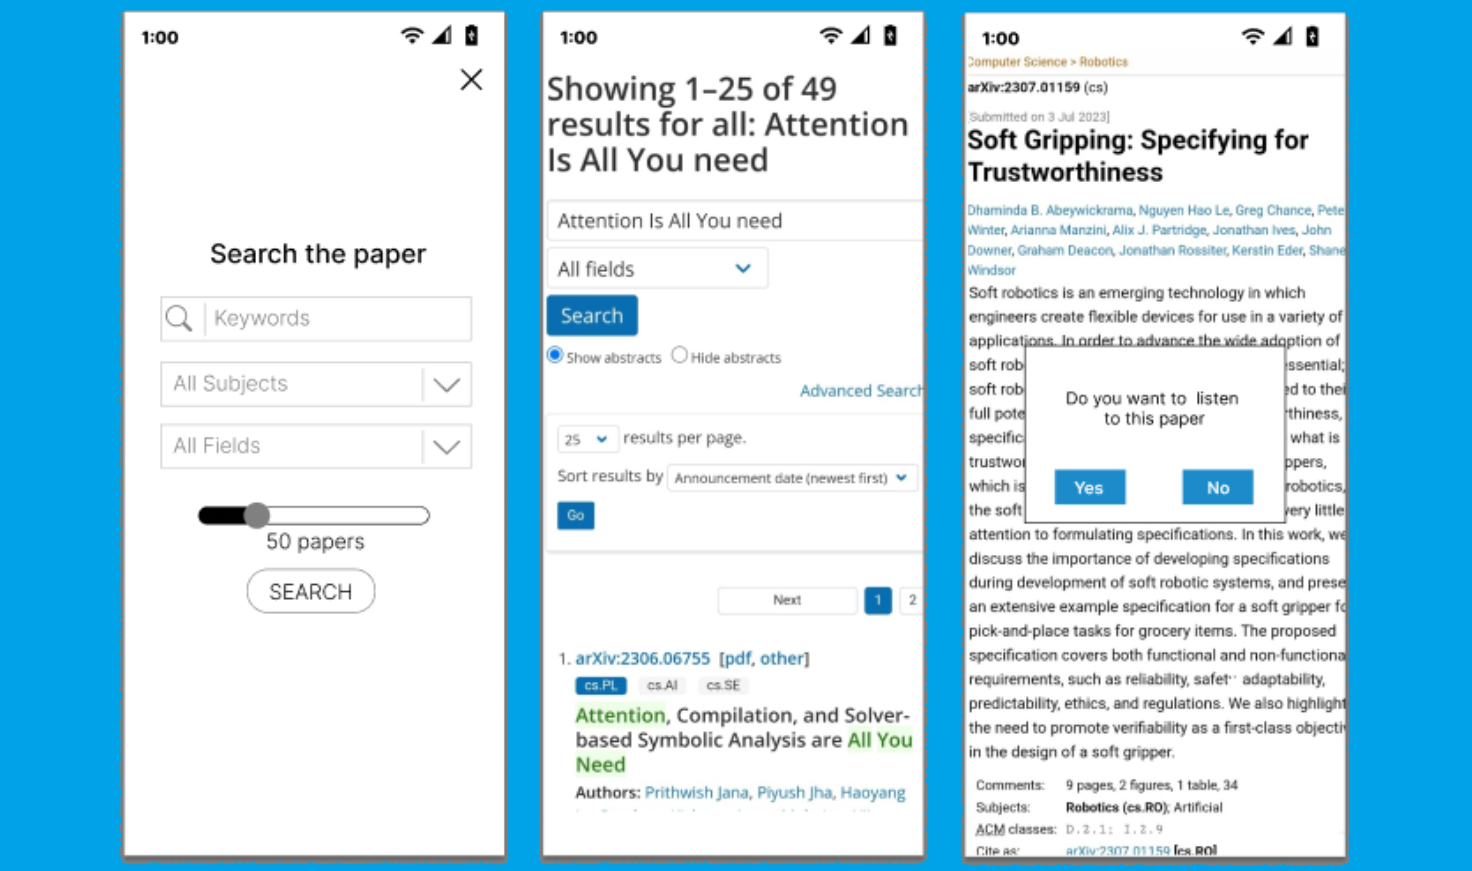 1:00
Search the paper
Keywords
All Subjects
All Fields
50 papers
SEARCH
1:00
Showing 1–25 of 49
results for all: Attention
Is All You need
Attention Is All You need
All fields
Search
Show abstracts Hide abstracts
Advanced Search
25 results per page.
Sort results by Announcement date (newest first)
Go
Next 1 2
1. arXiv:2306.06755 [pdf, other]
cs.PL cs.AI cs.SE
Attention, Compilation, and Solver-
based Symbolic Analysis are All You
Need
Authors: Prithwish Jana, Piyush Jha, Haoyang
1:00
Computer Science > Robotics
arXiv:2307.01159 (cs)
[Submitted on 3 Jul 2023]
Soft Gripping: Specifying for
Trustworthiness
Dhaminda B. Abeywickrama, Nguyen Hao Le, Greg Chance, Pete
Winter, Arianna Manzini, Alix J. Partridge, Jonathan Ives, John
Downer, Graham Deacon, Jonathan Rossiter, Kerstin Eder, Shane
Windsor
Soft robotics is an emerging technology in which
engineers create flexible devices for use in a variety of
applications. In order to advance the wide adoption of
soft rob ssential;
soft rob ed to thei
full pote rthiness,
specific what is
trustwo ppers,
which is robotics,
the soft very little
Do you want to listen
to this paper
Yes No
attention to formulating specifications. In this work, we
discuss the importance of developing specifications
during development of soft robotic systems, and prese
an extensive example specification for a soft gripper fo
pick-and-place tasks for grocery items. The proposed
specification covers both functional and non-functiona
requirements, such as reliability, safet adaptability,
predictability, ethics, and regulations. We also highlight
the need to promote verifiability as a first-class objecti
in the design of a soft gripper.
Comments: 9 pages, 2 figures, 1 table, 34
Subjects: Robotics (cs.RO); Artificial
ACM classes: D.2.1; I.2.9
Cite as: arXiv:2307.01159 [cs.RO]